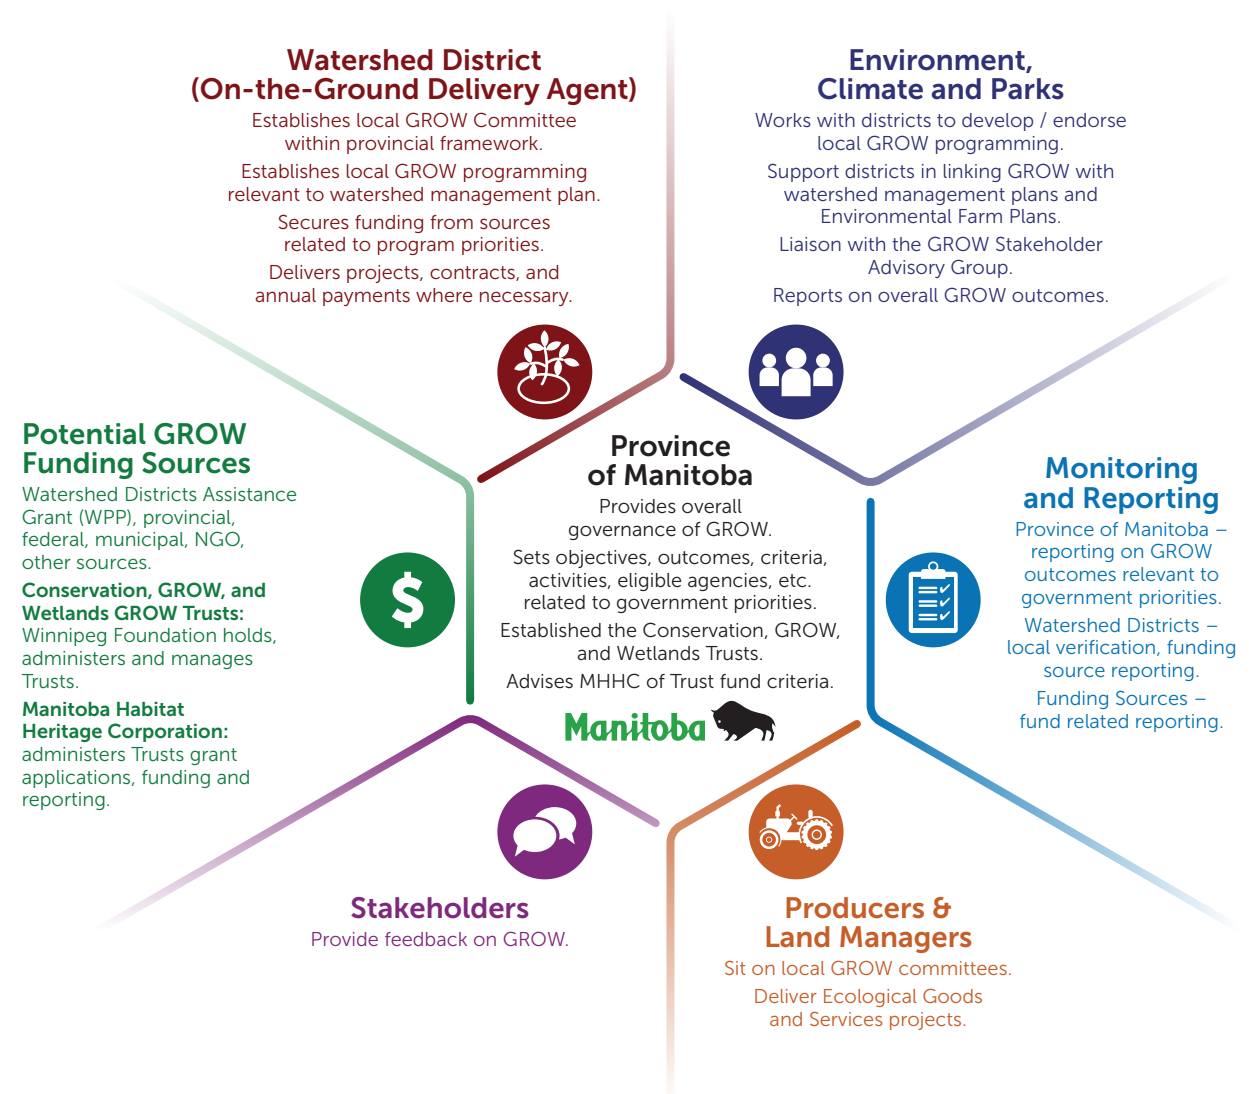 Watershed District
(On-the-Ground Delivery Agent)
Establishes local GROW Committee
within provincial framework.
Establishes local GROW programming
relevant to watershed management plan.
Secures funding from sources
related to program priorities.
Delivers projects, contracts, and
annual payments where necessary.
Environment,
Climate and Parks
Works with districts to develop / endorse
local GROW programming.
Support districts in linking GROW with
watershed management plans and
Environmental Farm Plans.
Liaison with the GROW Stakeholder
Advisory Group.
Reports on overall GROW outcomes.
Potential GROW
Funding Sources
Watershed Districts Assistance
Grant (WPP), provincial,
federal, municipal, NGO,
other sources.
Conservation, GROW, and
Wetlands GROW Trusts:
Winnipeg Foundation holds,
administers and manages
Trusts.
Manitoba Habitat
Heritage Corporation:
administers Trusts grant
applications, funding and
reporting.
$
Province
of Manitoba
Provides overall
governance of GROW.
Sets objectives, outcomes, criteria,
activities, eligible agencies, etc.
related to government priorities.
Established the Conservation, GROW,
and Wetlands Trusts.
Advises MHHC of Trust fund criteria.
Manitoba
Monitoring
and Reporting
Province of Manitoba –
reporting on GROW
outcomes relevant to
government priorities.
Watershed Districts –
local verification, funding
source reporting.
Funding Sources –
fund related reporting.
Stakeholders
Provide feedback on GROW.
Producers &
Land Managers
Sit on local GROW committees.
Deliver Ecological Goods
and Services projects.